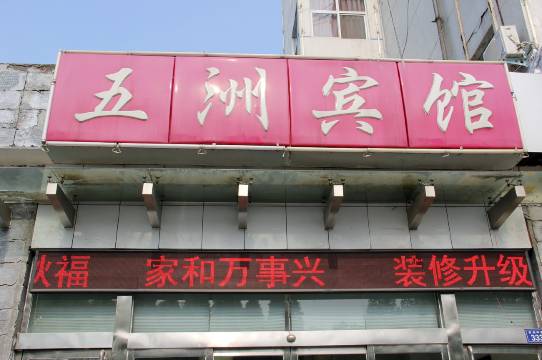 五洲宾馆
福 家和万事兴 装修升级